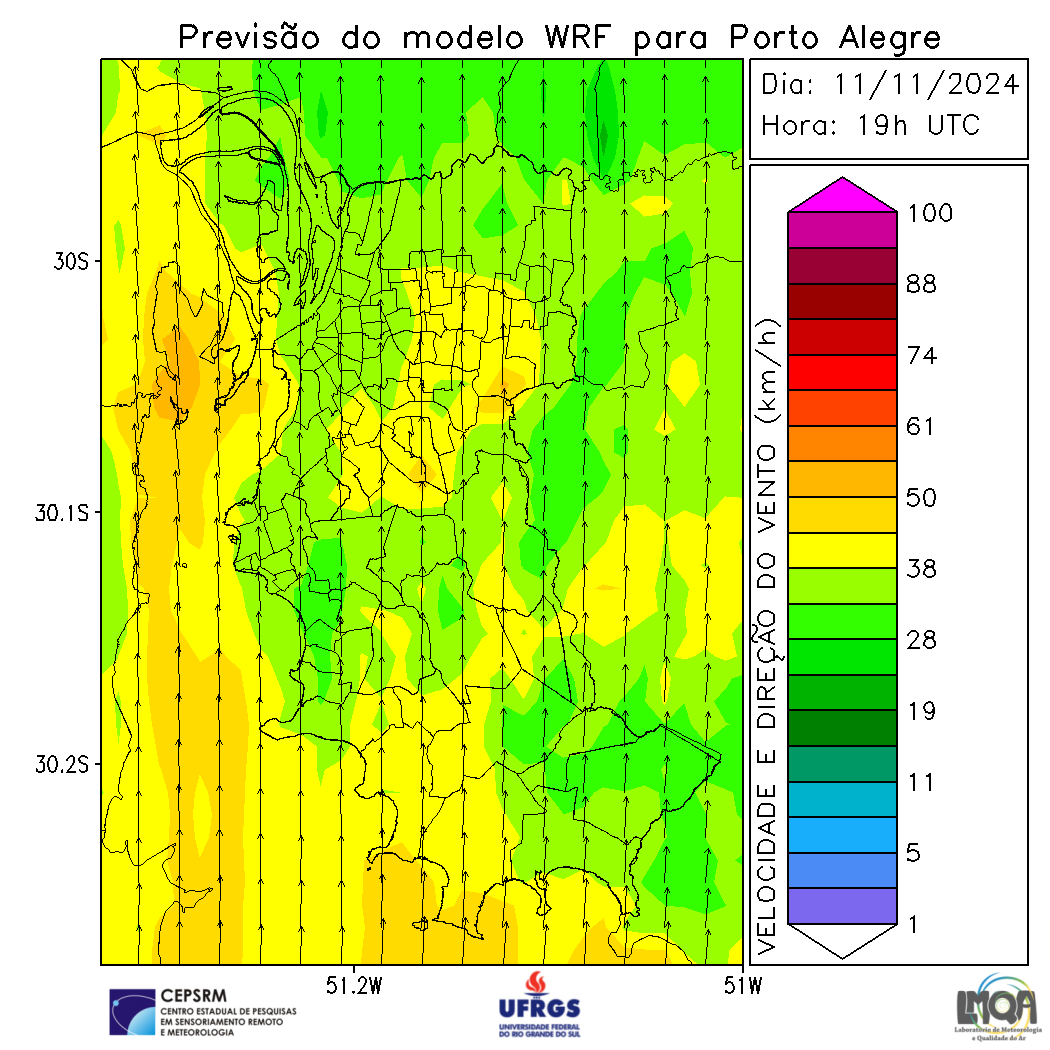 Previsão do modelo WRF para Porto Alegre
Dia: 11/11/2024
Hora: 19h UTC
30S
30.1S
30.2S
51.2W
51W
VELOCIDADE E DIREÇÃO DO VENTO (km/h)
100
88
74
61
50
38
28
19
11
5
1
CEPSRM
CENTRO ESTADUAL DE PESQUISAS
EM SENSORIAMENTO REMOTO
E METEOROLOGIA
UFRGS
UNIVERSIDADE FEDERAL
DO RIO GRANDE DO SUL
LMQA
Laboratório de Meteorologia
e Qualidade do Ar